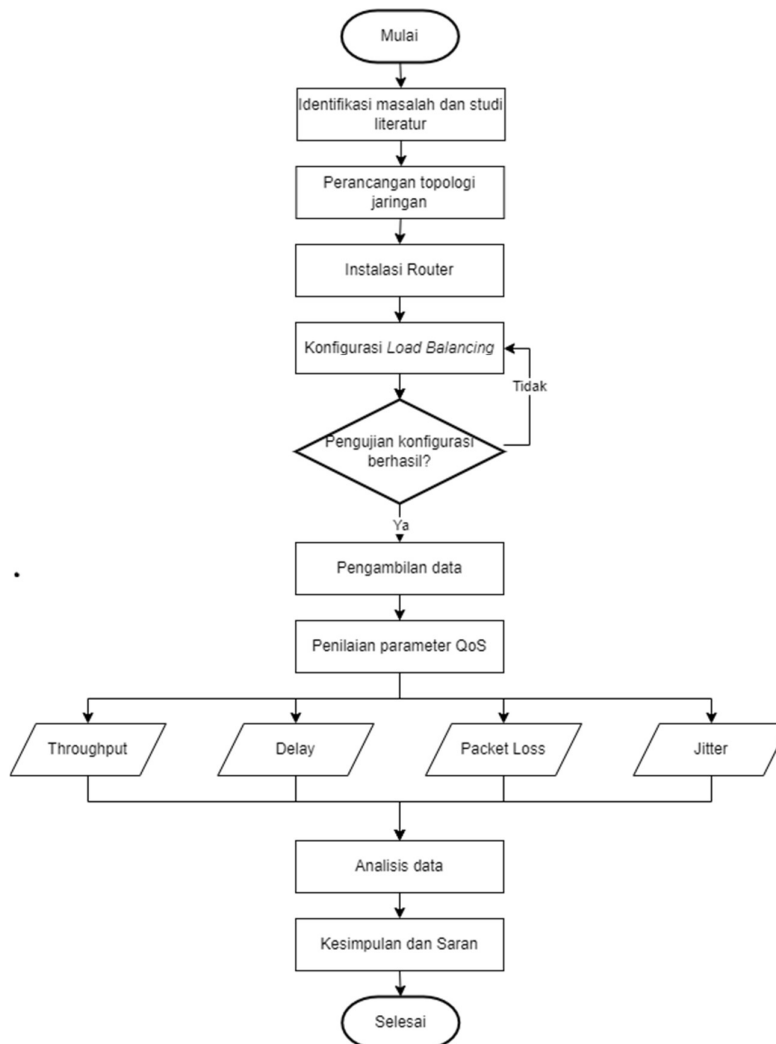 Mulai
Identifikasi masalah dan studi
literatur
Perancangan topologi
jaringan
Instalasi Router
Konfigurasi Load Balancing
Tidak
Pengujian konfigurasi
berhasil?
Ya
Pengambilan data
Penilaian parameter QoS
Throughput
Delay
Packet Loss
Jitter
Analisis data
Kesimpulan dan Saran
Selesai